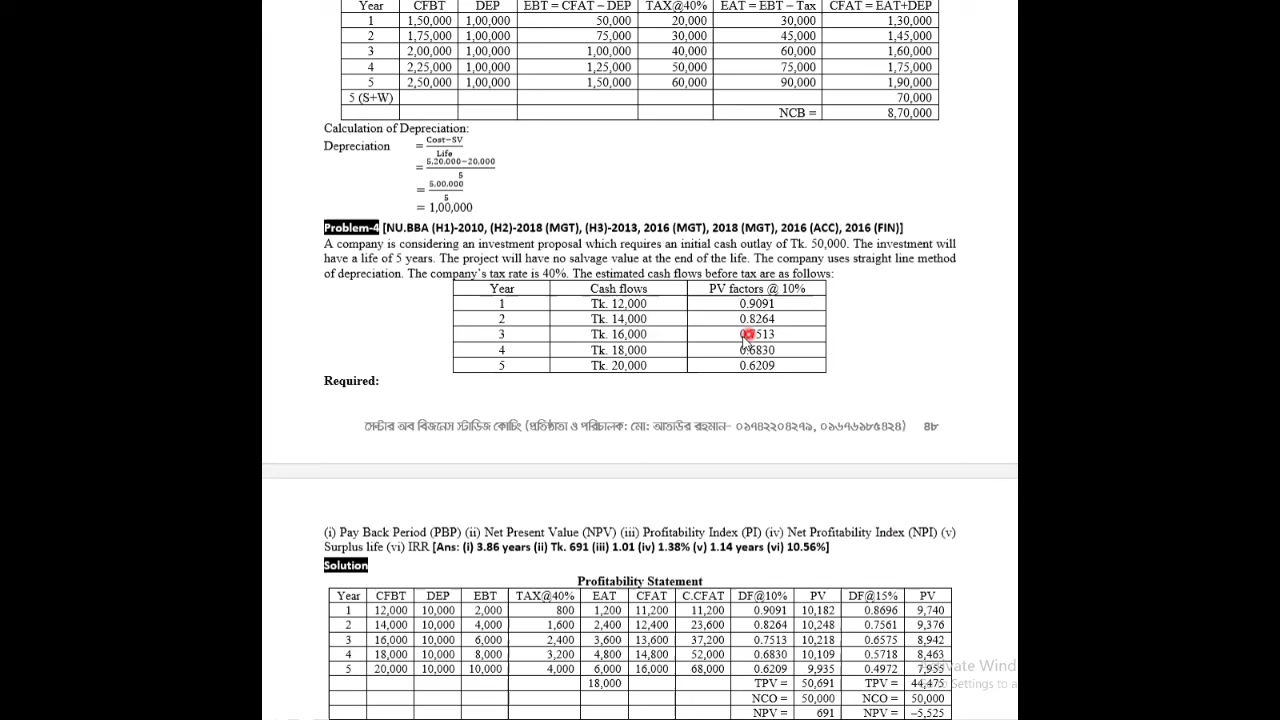 Year CFBT DEP EBT = CFAT – DEP TAX@40% EAT = EBT – Tax CFAT = EAT+DEP
1 1,50,000 1,00,000 50,000 20,000 30,000 1,30,000
2 1,75,000 1,00,000 75,000 30,000 45,000 1,45,000
3 2,00,000 1,00,000 1,00,000 40,000 60,000 1,60,000
4 2,25,000 1,00,000 1,25,000 50,000 75,000 1,75,000
5 2,50,000 1,00,000 1,50,000 60,000 90,000 1,90,000
5 (S+W) 70,000
NCB = 8,70,000
Calculation of Depreciation:
Depreciation = Cost–SV
Life
= 5,20,000–20,000
5
= 5,00,000
5
= 1,00,000
Problem-4 [NU.BBA (H1)-2010, (H2)-2018 (MGT), (H3)-2013, 2016 (MGT), 2018 (MGT), 2016 (ACC), 2016 (FIN)]
A company is considering an investment proposal which requires an initial cash outlay of Tk. 50,000. The investment will
have a life of 5 years. The project will have no salvage value at the end of the life. The company uses straight line method
of depreciation. The company's tax rate is 40%. The estimated cash flows before tax are as follows:
Year Cash flows PV factors @ 10%
1 Tk. 12,000 0.9091
2 Tk. 14,000 0.8264
3 Tk. 16,000 0.7513
4 Tk. 18,000 0.6830
5 Tk. 20,000 0.6209
Required:
সেন্টার অব বিজনেস স্টাডিজ কোচিং (প্রতিষ্ঠাতা ও পরিচালক: মো: আতাউর রহমান– ০১৭৪২২০৪২৭৯, ০১৬৭৬১৮৫৪২৪) ৪৮
(i) Pay Back Period (PBP) (ii) Net Present Value (NPV) (iii) Profitability Index (PI) (iv) Net Profitability Index (NPI) (v)
Surplus life (vi) IRR [Ans: (i) 3.86 years (ii) Tk. 691 (iii) 1.01 (iv) 1.38% (v) 1.14 years (vi) 10.56%]
Solution
Profitability Statement
Year CFBT DEP EBT TAX@40% EAT CFAT C.CFAT DF@10% PV DF@15% PV
1 12,000 10,000 2,000 800 1,200 11,200 11,200 0.9091 10,182 0.8696 9,740
2 14,000 10,000 4,000 1,600 2,400 12,400 23,600 0.8264 10,248 0.7561 9,376
3 16,000 10,000 6,000 2,400 3,600 13,600 37,200 0.7513 10,218 0.6575 8,942
4 18,000 10,000 8,000 3,200 4,800 14,800 52,000 0.6830 10,109 0.5718 8,463
5 20,000 10,000 10,000 4,000 6,000 16,000 68,000 0.6209 9,935 0.4972 7,955
18,000 TPV = 50,691 TPV = 44,475
NCO = 50,000 NCO = 50,000
NPV = 691 NPV = –5,525